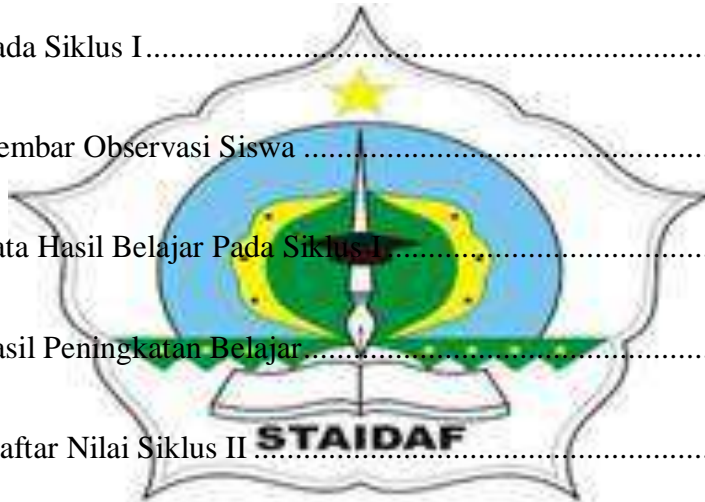 ada Siklus I........................................................
embar Observasi Siswa ........................................
ata Hasil Belajar Pada Siklus I................................
asil Peningkatan Belajar........................................
aftar Nilai Siklus II ..............................................
STAIDAF